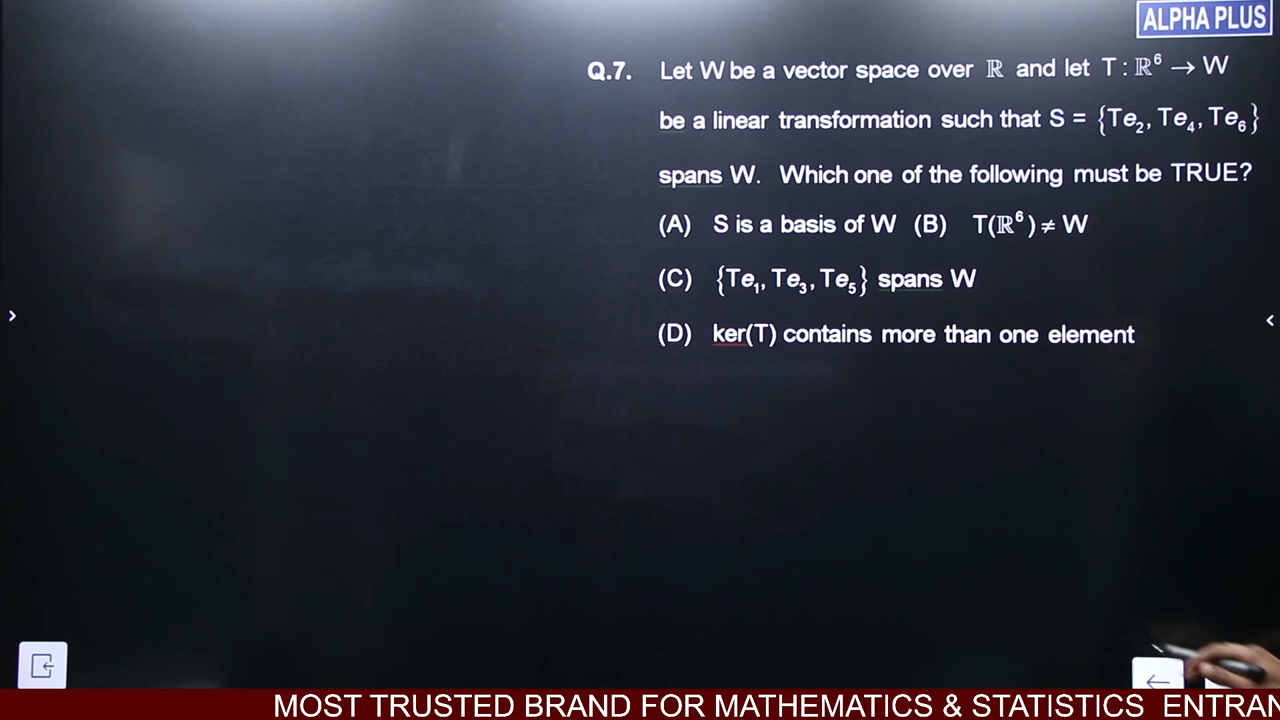 ALPHA PLUS
Q.7. Let W be a vector space over ℝ and let T : ℝ⁶ → W
be a linear transformation such that S = {Te₂, Te₄, Te₆}
spans W. Which one of the following must be TRUE?
(A) S is a basis of W (B) T(ℝ⁶) ≠ W
(C) {Te₁, Te₃, Te₅} spans W
(D) ker(T) contains more than one element
MOST TRUSTED BRAND FOR MATHEMATICS & STATISTICS ENTRAN